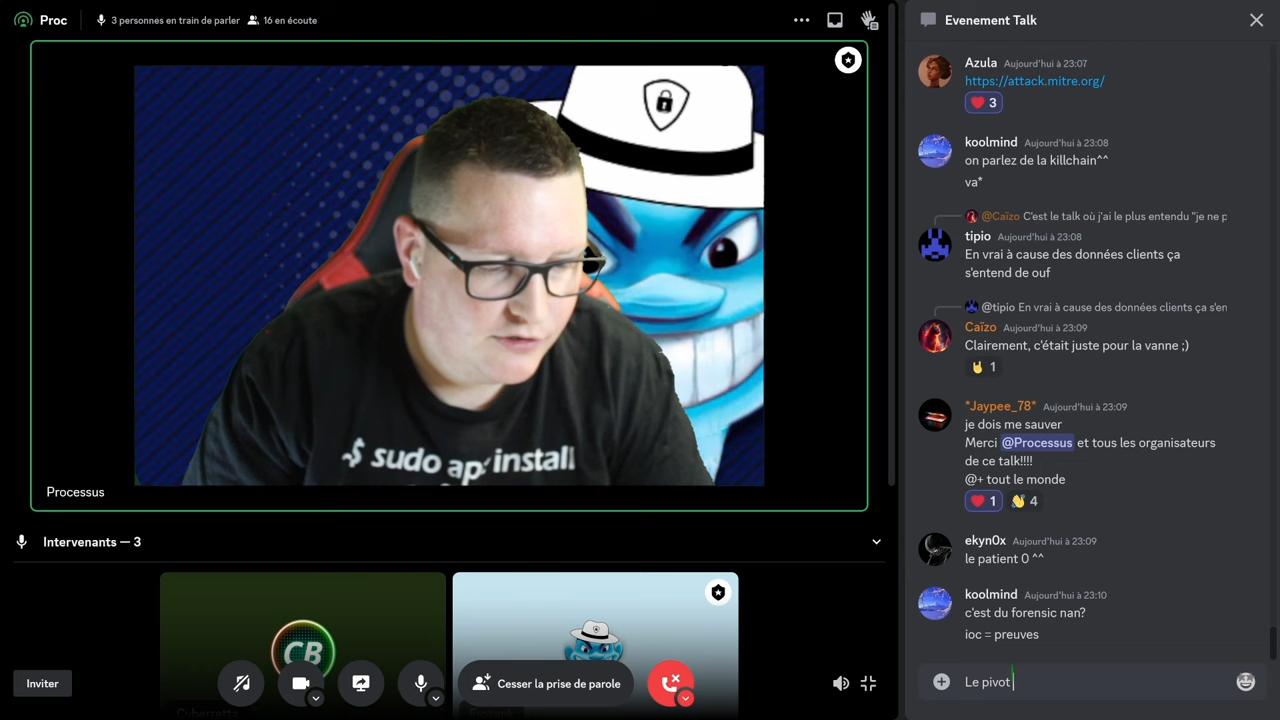 Proc
3 personnes en train de parler
16 en écoute
Evenement Talk
Azula Aujourd'hui à 23:07
https://attack.mitre.org/
3
koolmind Aujourd'hui à 23:08
on parlez de la killchain^^
va*
@Caïzo C'est le talk où j'ai le plus entendu "je ne p
tipio Aujourd'hui à 23:08
En vrai à cause des données clients ça
s'entend de ouf
@tipio En vrai à cause des données clients ça s'en
Caïzo Aujourd'hui à 23:09
Clairement, c'était juste pour la vanne ;)
1
*Jaypee_78* Aujourd'hui à 23:09
je dois me sauver
Merci @Processus et tous les organisateurs
de ce talk!!!!
@+ tout le monde
1 4
ekyn0x Aujourd'hui à 23:09
le patient 0 ^^
koolmind Aujourd'hui à 23:10
c'est du forensic nan?
ioc = preuves
Le pivot
~$ sudo apt install
Processus
Intervenants — 3
CB
Inviter
Cesser la prise de parole